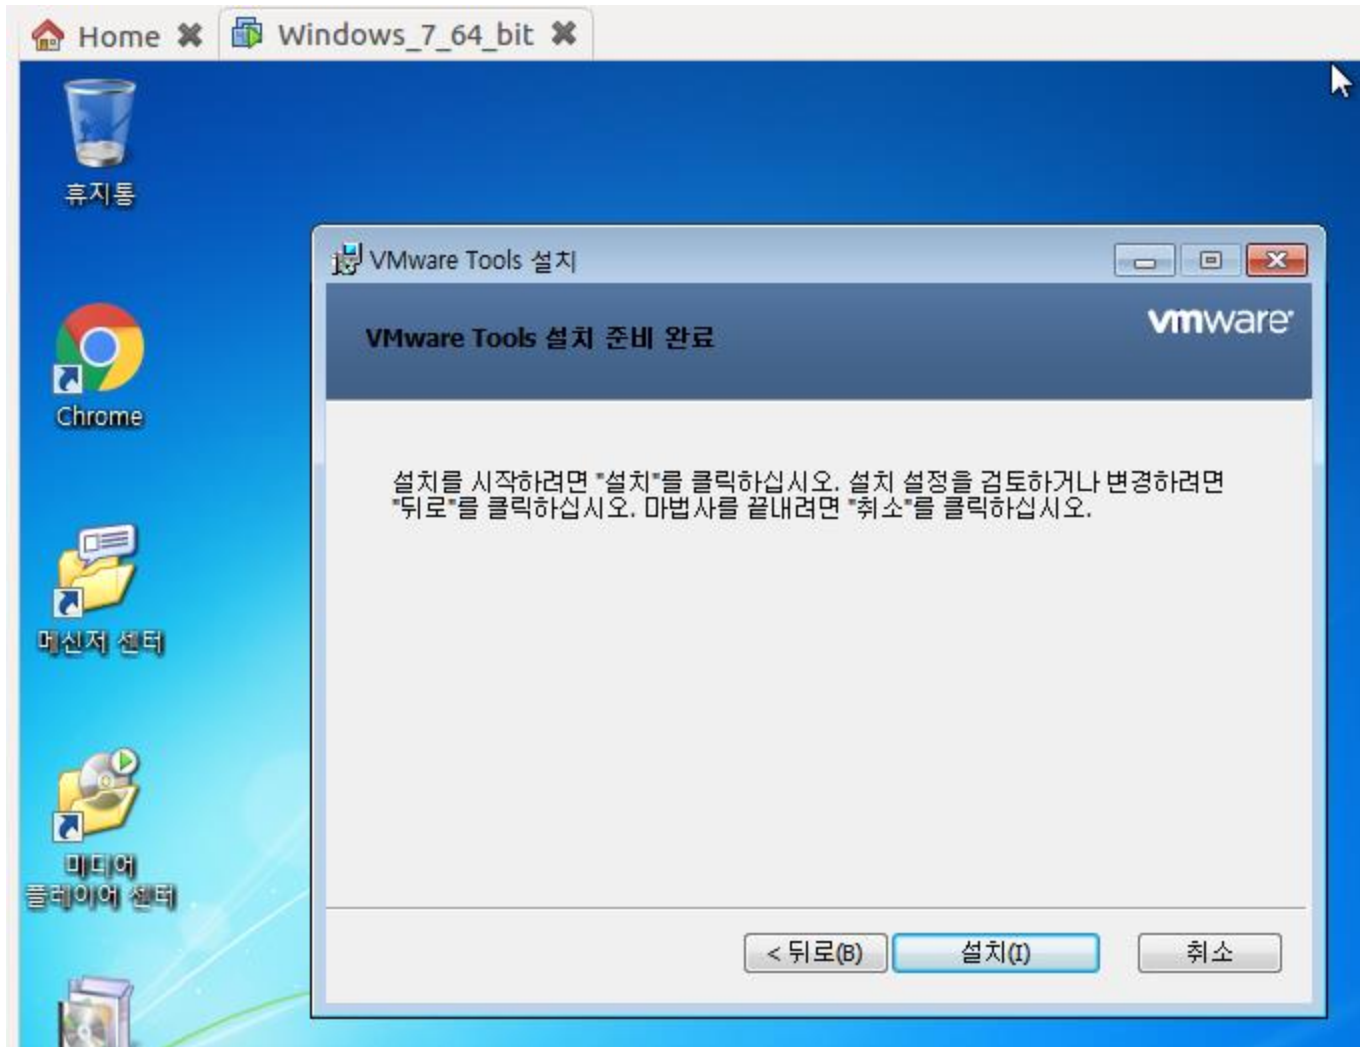 Home
Windows_7_64_bit
휴지통
Chrome
메신저 센터
미디어
플레이어 센터
VMware Tools 설치
VMware Tools 설치 준비 완료
vmware
설치를 시작하려면 "설치"를 클릭하십시오. 설치 설정을 검토하거나 변경하려면
"뒤로"를 클릭하십시오. 마법사를 끝내려면 "취소"를 클릭하십시오.
< 뒤로(B) 설치(I) 취소